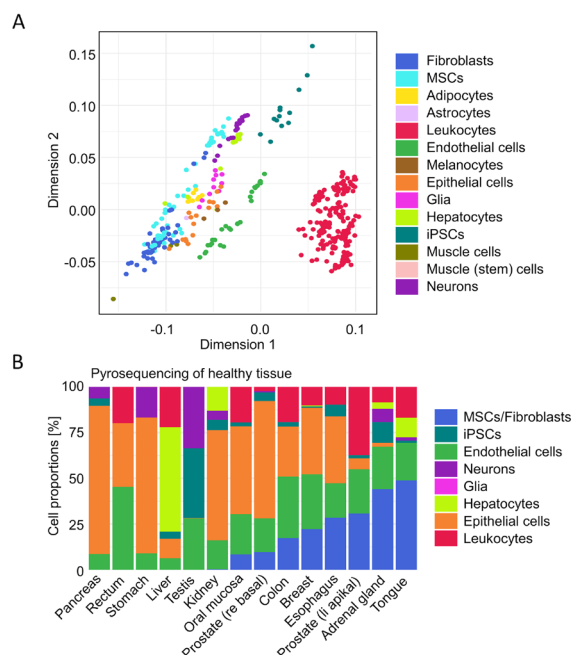 A
0.15
0.10
0.05
0.00
-0.05
Dimension 2
-0.1
0.0
0.1
Dimension 1
Fibroblasts
MSCs
Adipocytes
Astrocytes
Leukocytes
Endothelial cells
Melanocytes
Epithelial cells
Glia
Hepatocytes
iPSCs
Muscle cells
Muscle (stem) cells
Neurons
B
Pyrosequencing of healthy tissue
100
75
50
25
0
Cell proportions [%]
Pancreas
Rectum
Stomach
Liver
Testis
Kidney
Oral mucosa
Prostate (re basal)
Colon
Breast
Esophagus
Prostate (li apikal)
Adrenal gland
Tongue
MSCs/Fibroblasts
iPSCs
Endothelial cells
Neurons
Glia
Hepatocytes
Epithelial cells
Leukocytes